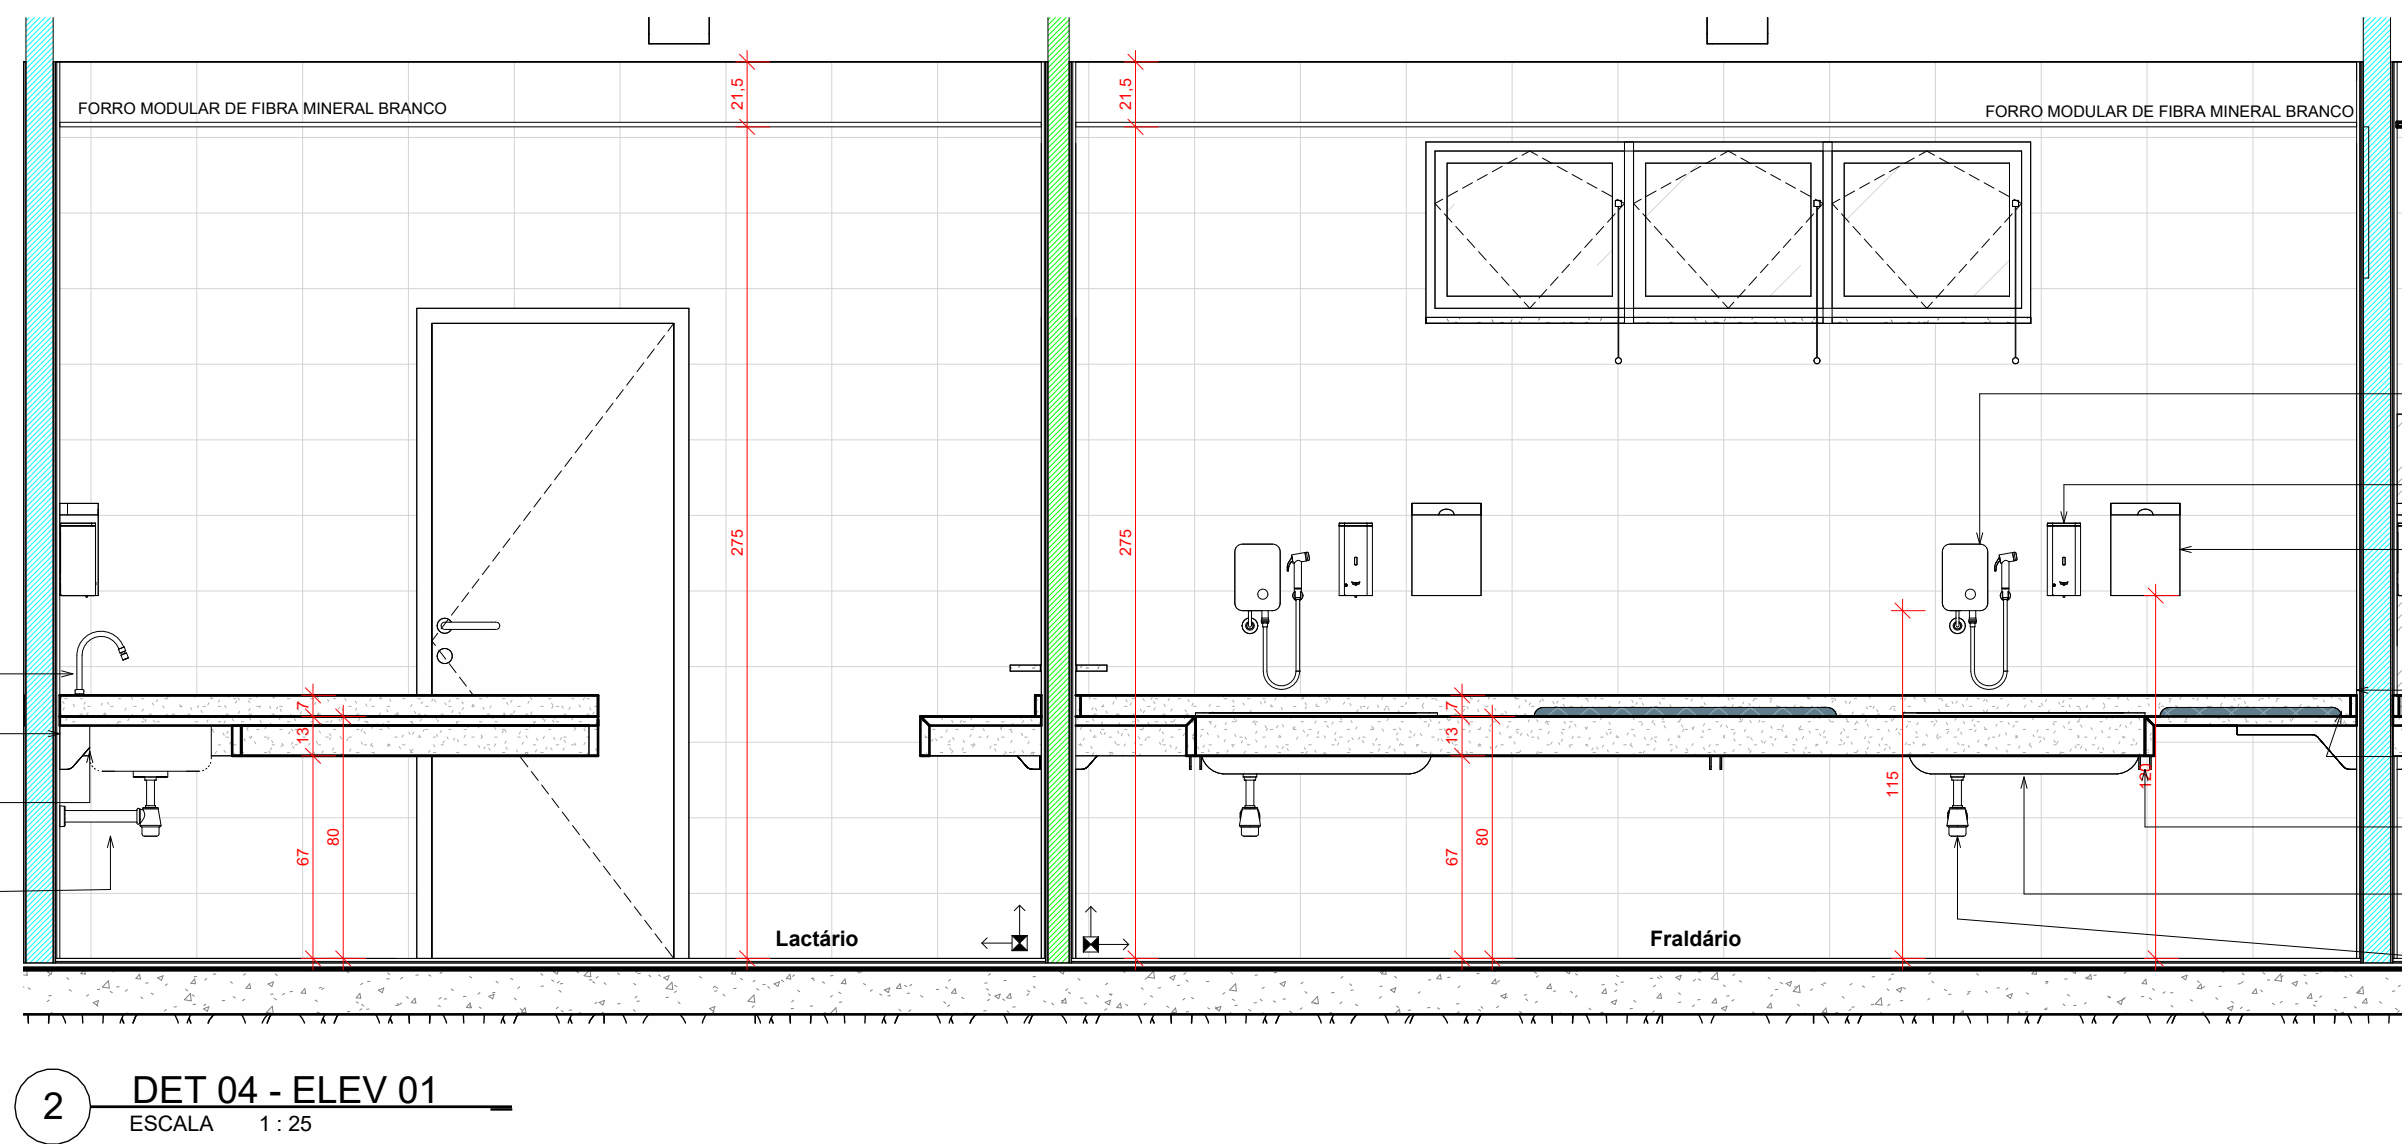 FORRO MODULAR DE FIBRA MINERAL BRANCO
21,5
21,5
FORRO MODULAR DE FIBRA MINERAL BRANCO
275
275
7
13
67
80
7
13
67
80
115
120
Lactário
Fraldário
2
DET 04 - ELEV 01
ESCALA 1 : 25